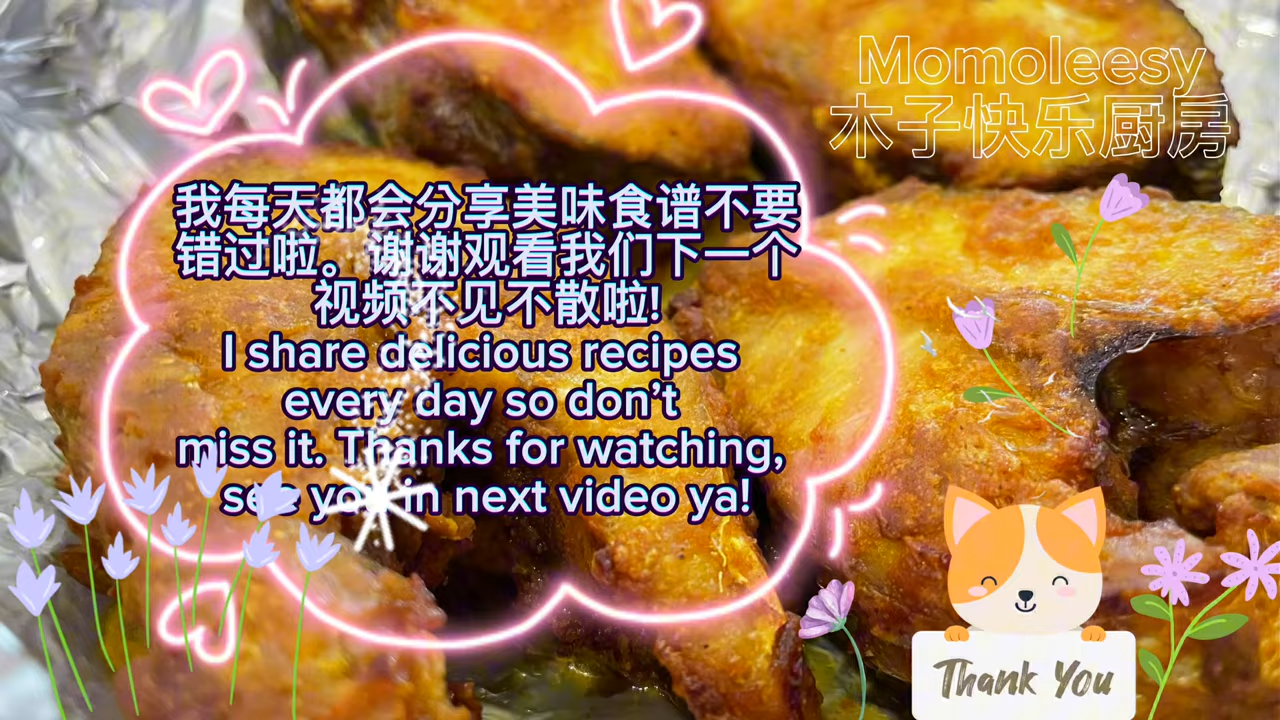 Momoleesy
木子快乐厨房
我每天都会分享美味食谱不要
错过啦。谢谢观看我们下一个
视频不见不散啦!
I share delicious recipes
every day so don’t
miss it. Thanks for watching,
see you in next video ya!
Thank You